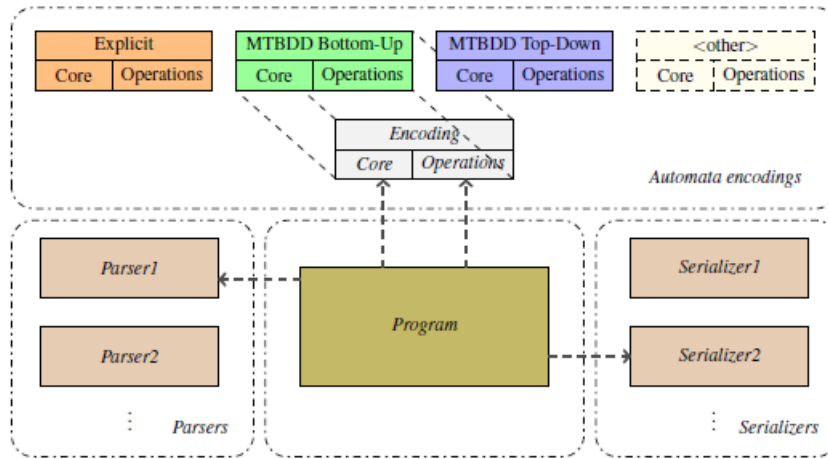 Explicit
Core Operations
MTBDD Bottom-Up
Core Operations
MTBDD Top-Down
Core Operations
<other>
Core Operations
Encoding
Core Operations
Automata encodings
Parser1
Parser2
⋮ Parsers
Program
Serializer1
Serializer2
⋮ Serializers